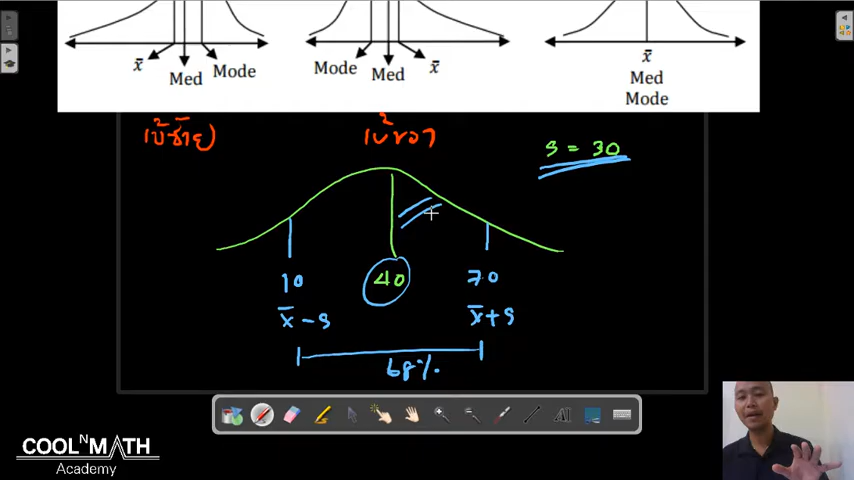 x̄ Med Mode
Mode Med x̄
x̄
Med
Mode
(เบ้ซ้าย)
เบ้ขวา
s = 30
10 40 70
x̄ - s x̄ + s
68%
COOL N MATH
Academy